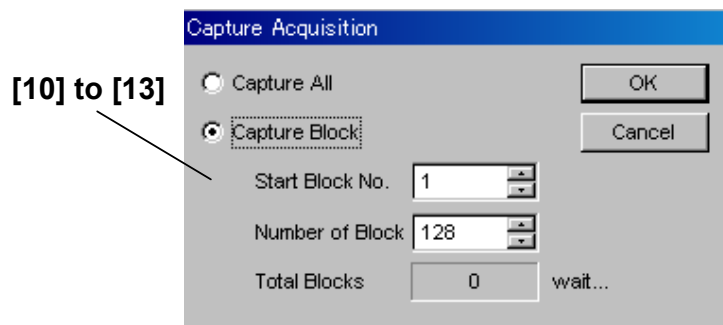 Capture Acquisition
[10] to [13]
Capture All
OK
Capture Block
Cancel
Start Block No. 1
Number of Block 128
Total Blocks 0 wait...